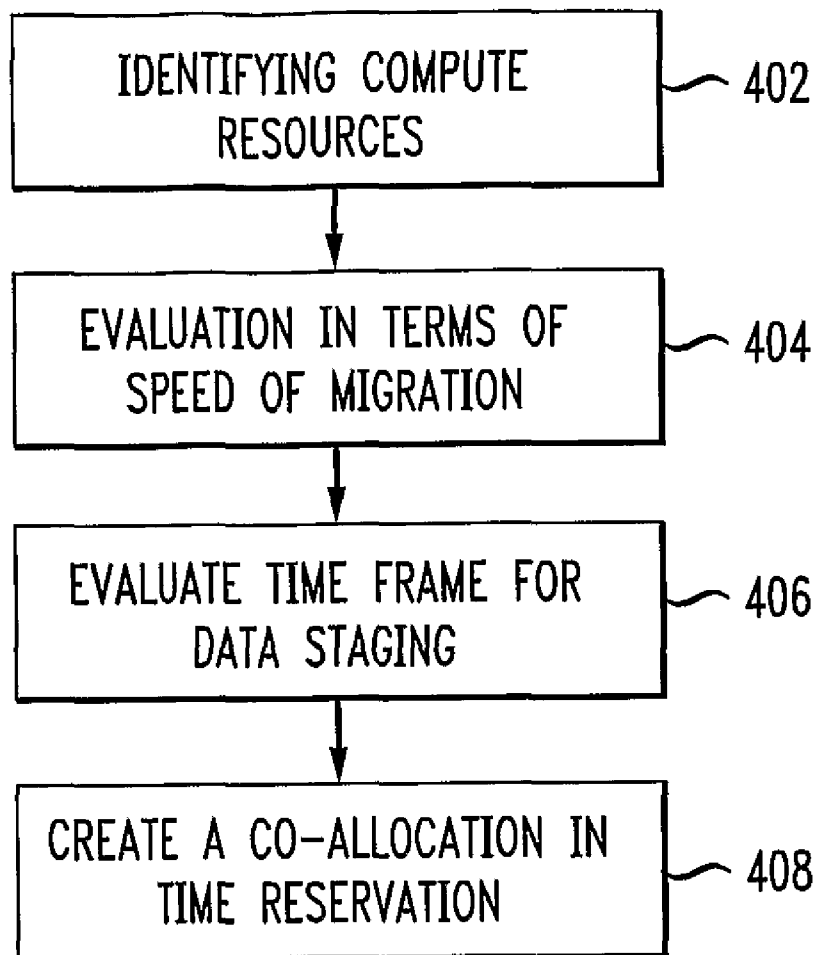 IDENTIFYING COMPUTE
RESOURCES
402
EVALUATION IN TERMS OF
SPEED OF MIGRATION
404
EVALUATE TIME FRAME FOR
DATA STAGING
406
CREATE A CO-ALLOCATION IN
TIME RESERVATION
408